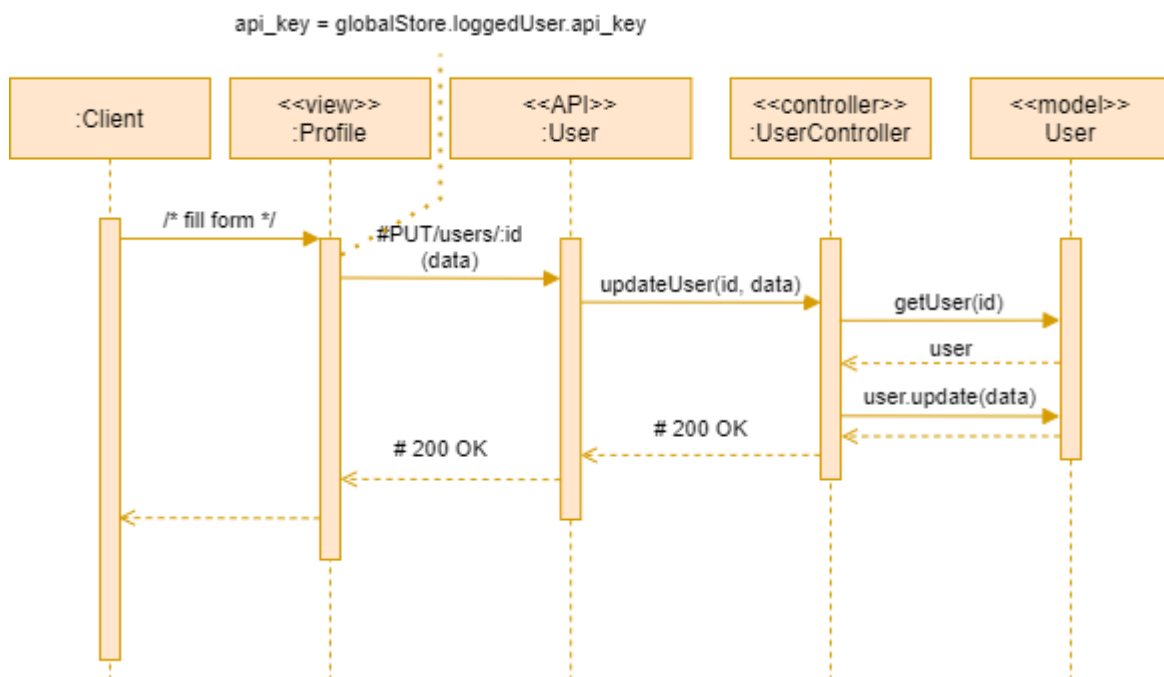 api_key = globalStore.loggedUser.api_key
:Client
<<view>>
:Profile
<<API>>
:User
<<controller>>
:UserController
<<model>>
User
/* fill form */
#PUT/users/:id
(data)
updateUser(id, data)
getUser(id)
user
user.update(data)
# 200 OK
# 200 OK